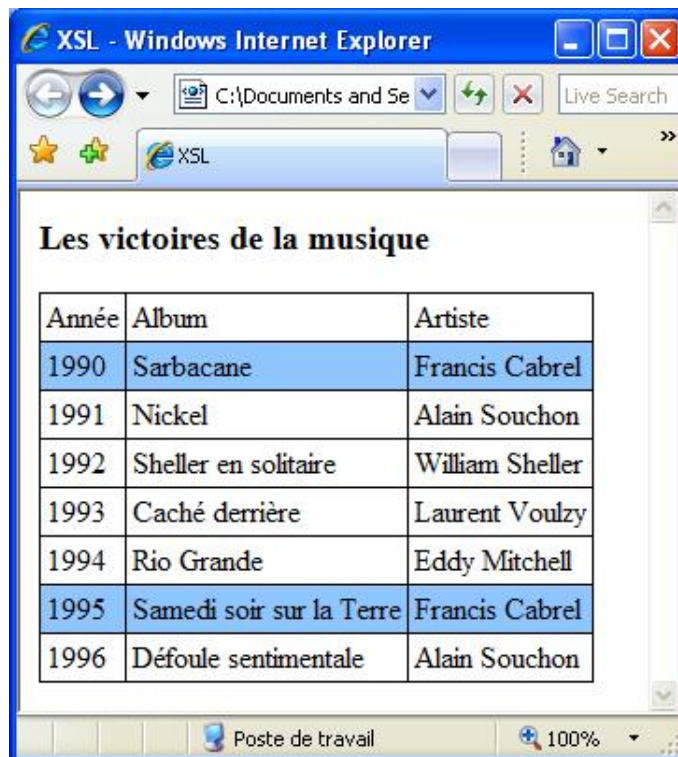 XSL - Windows Internet Explorer
C:\Documents and Se
Live Search
XSL
Les victoires de la musique
Année Album Artiste
1990 Sarbacane Francis Cabrel
1991 Nickel Alain Souchon
1992 Sheller en solitaire William Sheller
1993 Caché derrière Laurent Voulzy
1994 Rio Grande Eddy Mitchell
1995 Samedi soir sur la Terre Francis Cabrel
1996 Défoule sentimentale Alain Souchon
Poste de travail 100%